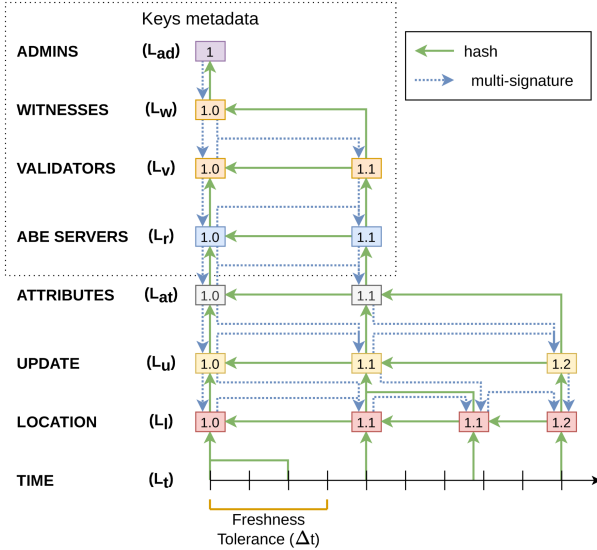 Keys metadata
ADMINS (Lad) 1
hash
multi-signature
WITNESSES (Lw) 1.0
VALIDATORS (Lv) 1.0 1.1
ABE SERVERS (Lr) 1.0 1.1
ATTRIBUTES (Lat) 1.0 1.1
UPDATE (Lu) 1.0 1.1 1.2
LOCATION (Ll) 1.0 1.1 1.1 1.2
TIME (Lt)
Freshness
Tolerance (Δt)